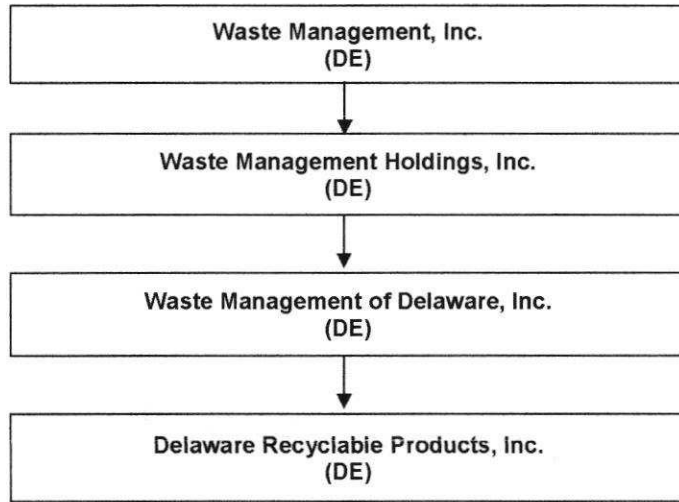 Waste Management, Inc.
(DE)
Waste Management Holdings, Inc.
(DE)
Waste Management of Delaware, Inc.
(DE)
Delaware Recyclable Products, Inc.
(DE)